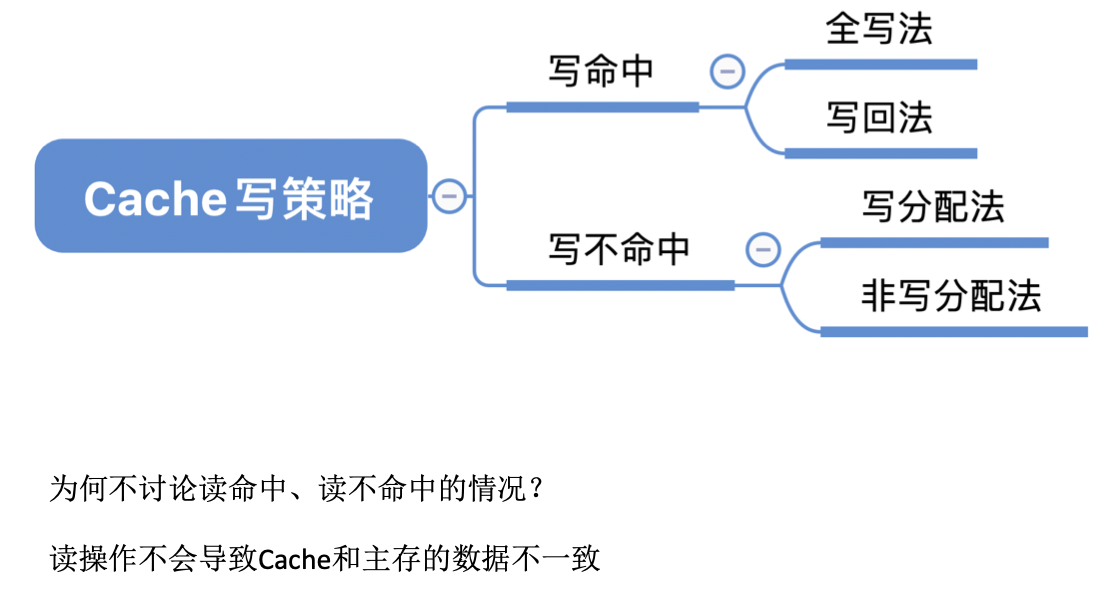 Cache写策略
写命中
全写法
写回法
写不命中
写分配法
非写分配法
为何不讨论读命中、读不命中的情况？
读操作不会导致Cache和主存的数据不一致